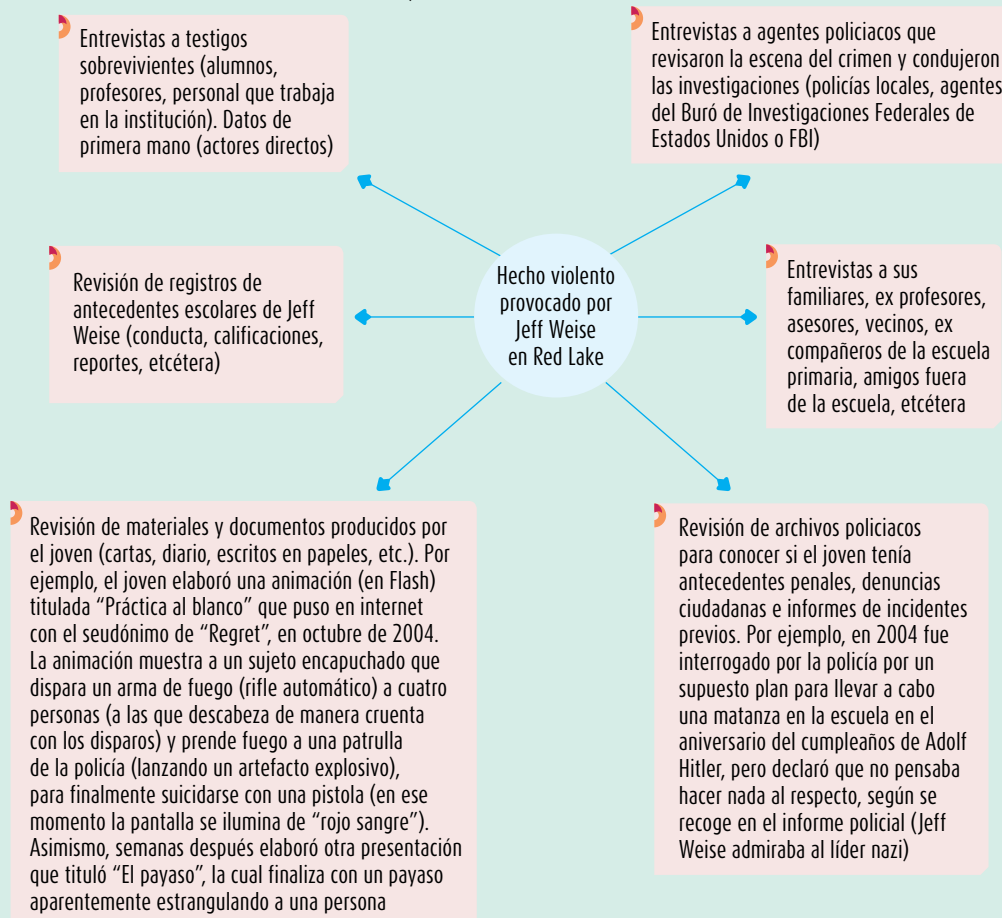 Entrevistas a testigos
sobrevivientes (alumnos,
profesores, personal que trabaja
en la institución). Datos de
primera mano (actores directos)
Entrevistas a agentes policiacos que
revisaron la escena del crimen y condujeron
las investigaciones (policías locales, agentes
del Buró de Investigaciones Federales de
Estados Unidos o FBI)
Revisión de registros de
antecedentes escolares de Jeff
Weise (conducta, calificaciones,
reportes, etcétera)
Hecho violento
provocado por
Jeff Weise
en Red Lake
Entrevistas a sus
familiares, ex profesores,
asesores, vecinos, ex
compañeros de la escuela
primaria, amigos fuera
de la escuela, etcétera
Revisión de materiales y documentos producidos por
el joven (cartas, diario, escritos en papeles, etc.). Por
ejemplo, el joven elaboró una animación (en Flash)
titulada “Práctica al blanco” que puso en internet
con el seudónimo de “Regret”, en octubre de 2004.
La animación muestra a un sujeto encapuchado que
dispara un arma de fuego (rifle automático) a cuatro
personas (a las que descabeza de manera cruenta
con los disparos) y prende fuego a una patrulla
de la policía (lanzando un artefacto explosivo),
para finalmente suicidarse con una pistola (en ese
momento la pantalla se ilumina de “rojo sangre”).
Asimismo, semanas después elaboró otra presentación
que tituló “El payaso”, la cual finaliza con un payaso
aparentemente estrangulando a una persona
Revisión de archivos policiacos
para conocer si el joven tenía
antecedentes penales, denuncias
ciudadanas e informes de incidentes
previos. Por ejemplo, en 2004 fue
interrogado por la policía por un
supuesto plan para llevar a cabo
una matanza en la escuela en el
aniversario del cumpleaños de Adolf
Hitler, pero declaró que no pensaba
hacer nada al respecto, según se
recoge en el informe policial (Jeff
Weise admiraba al líder nazi)